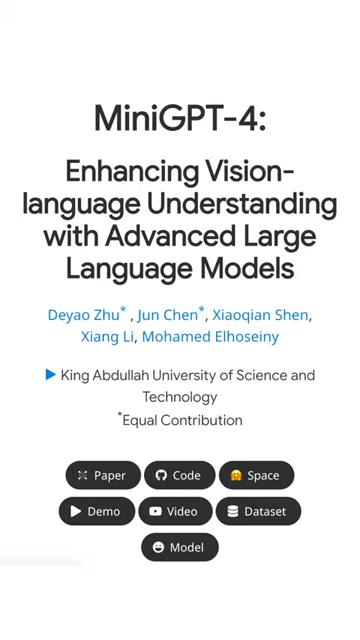 MiniGPT-4:
Enhancing Vision-
language Understanding
with Advanced Large
Language Models
Deyao Zhu* , Jun Chen*, Xiaoqian Shen,
Xiang Li, Mohamed Elhoseiny
▶ King Abdullah University of Science and
Technology
*Equal Contribution
Paper Code Space
Demo Video Dataset
Model